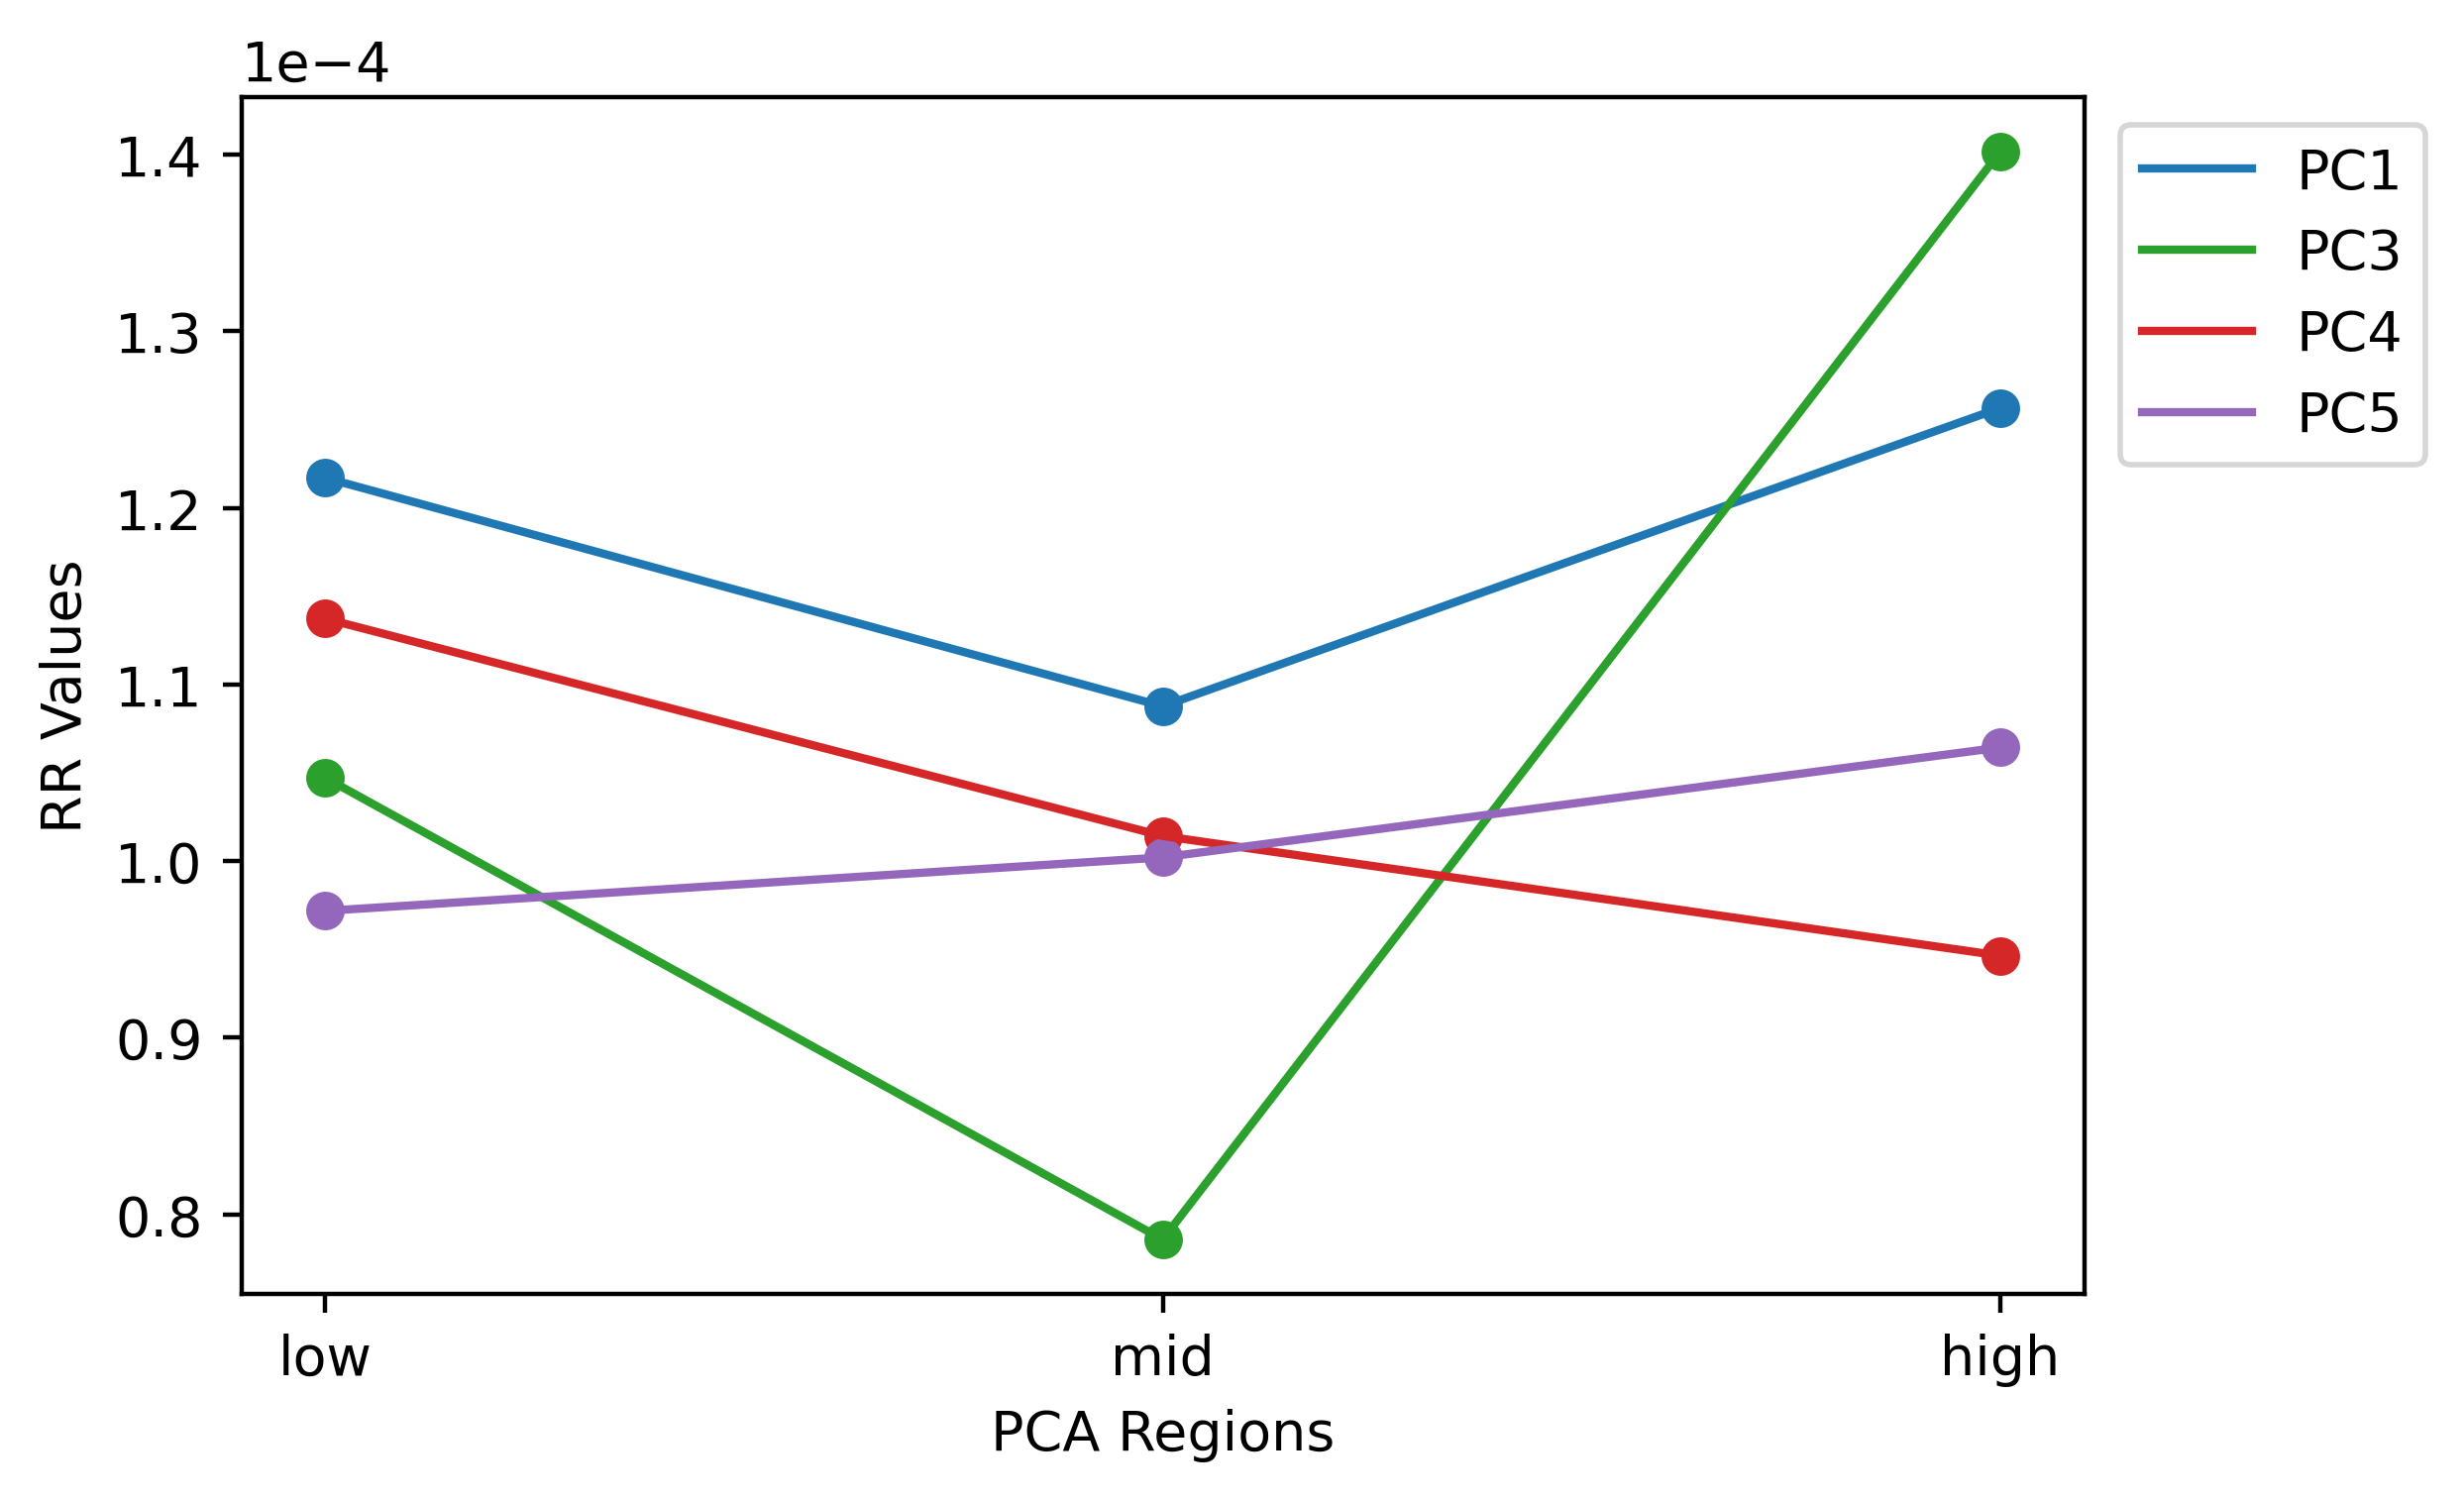 1e−4
1.4
1.3
1.2
1.1
1.0
0.9
0.8
RR Values
low
mid
high
PCA Regions
PC1
PC3
PC4
PC5